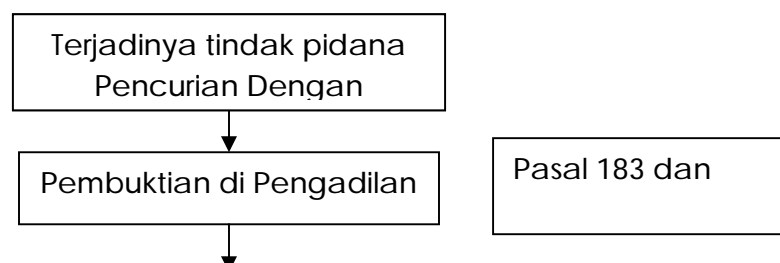 Terjadinya tindak pidana
Pencurian Dengan
Pembuktian di Pengadilan
Pasal 183 dan